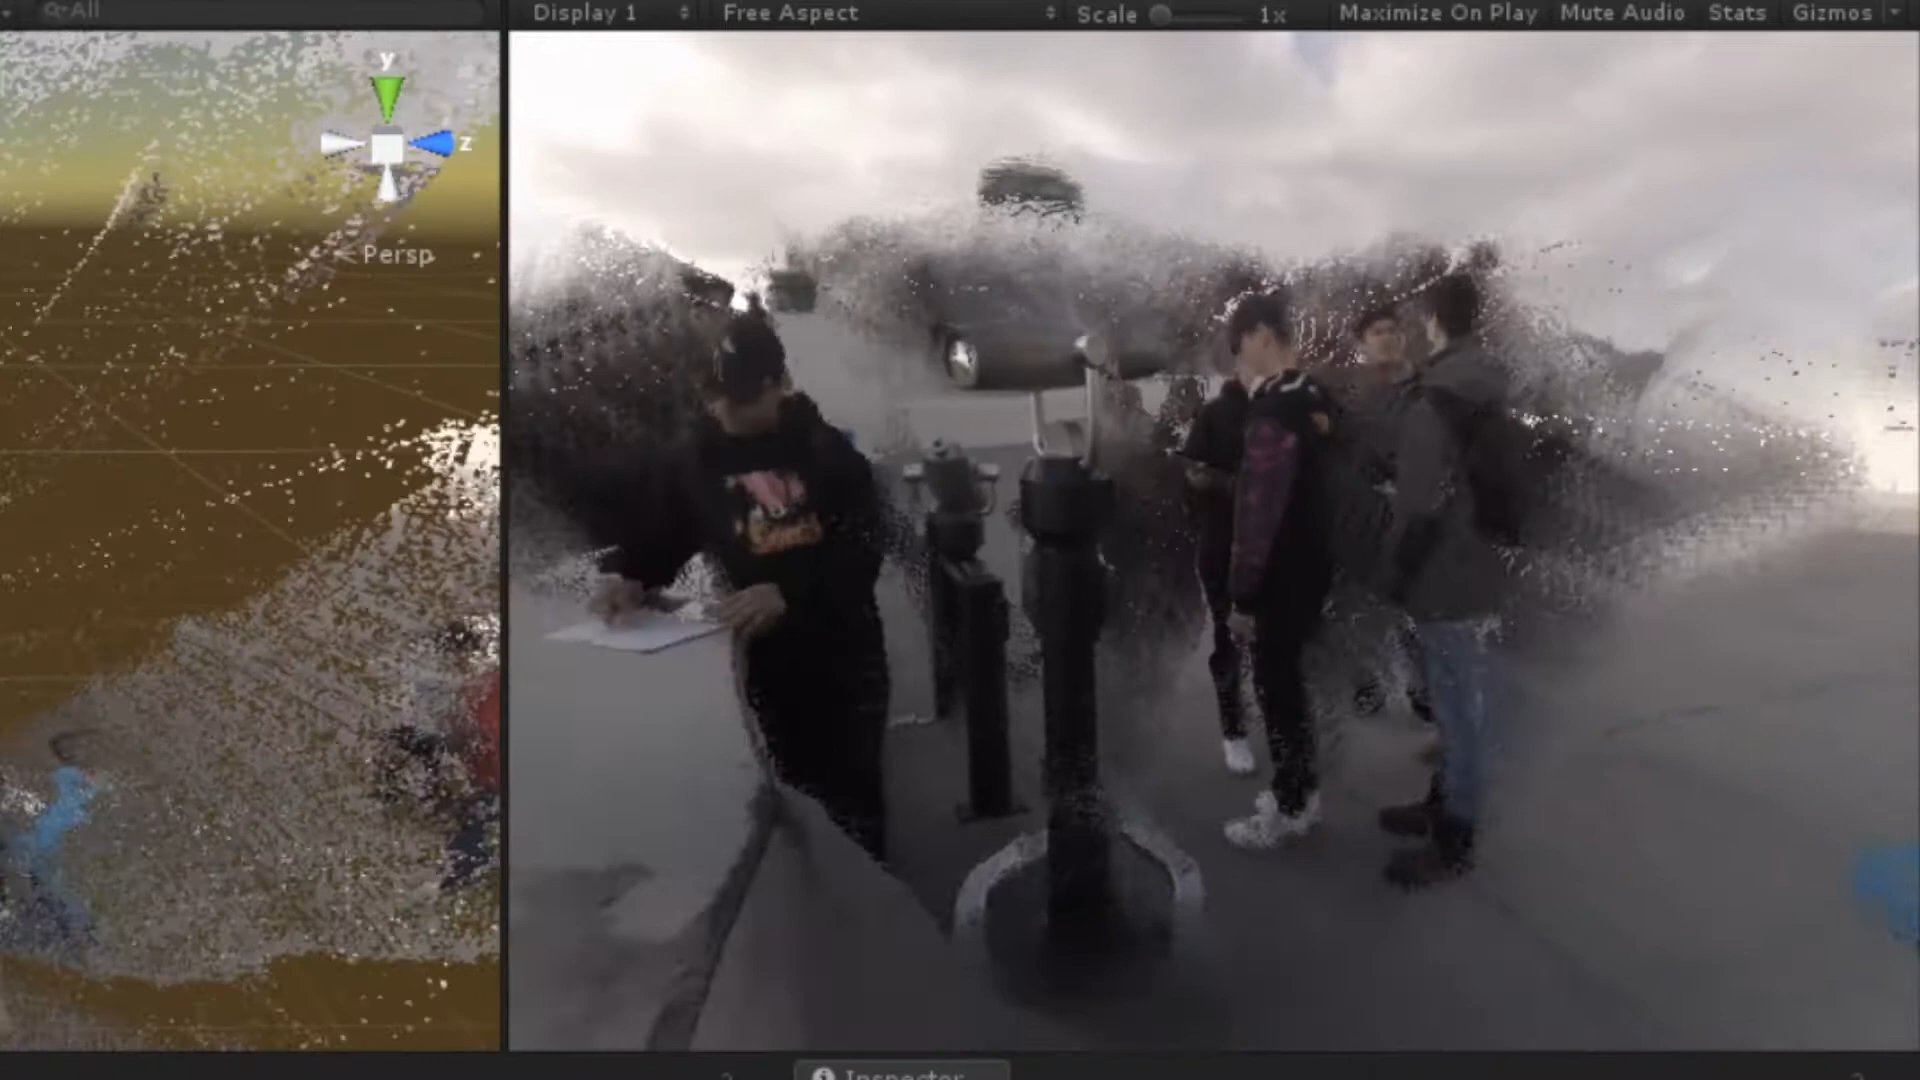 All
Display 1
Free Aspect
Scale
1x
Maximize On Play
Mute Audio
Stats
Gizmos
y
z
Persp
Inspector